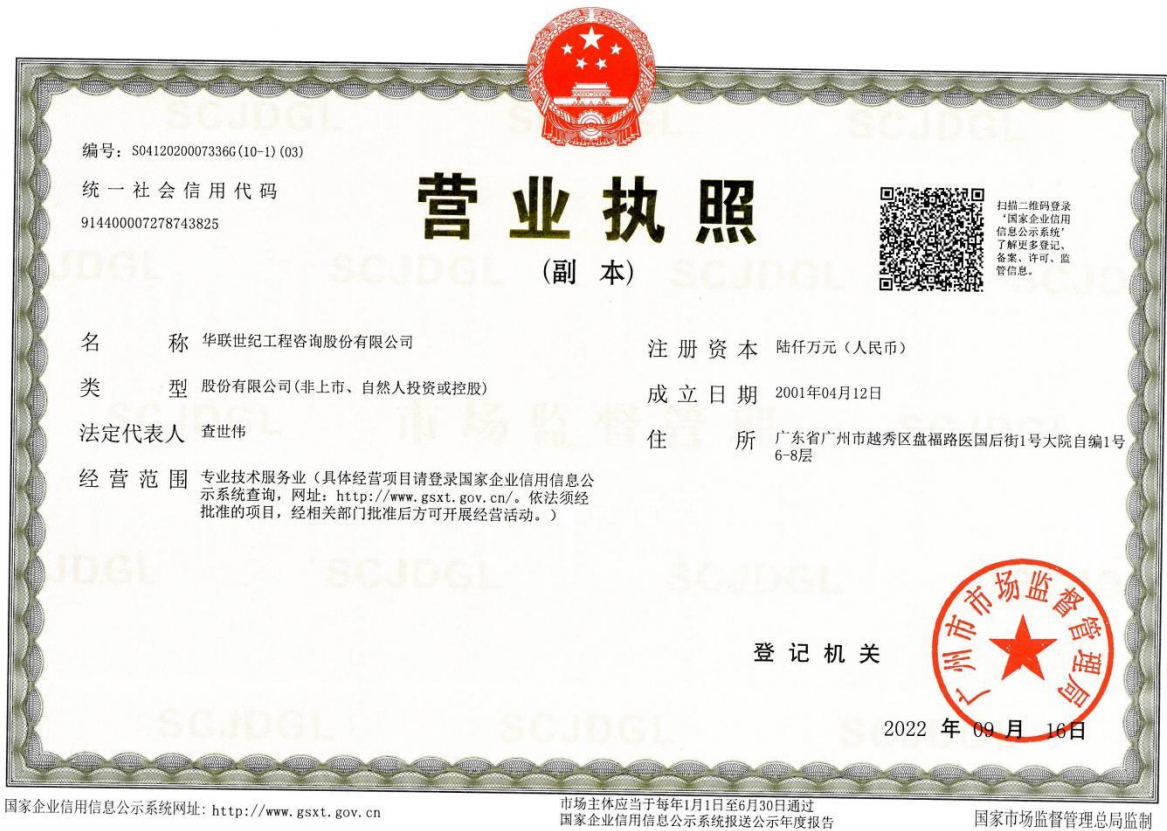 编号：S0412020007336G(10-1)(03)
统一社会信用代码
914400007278743825
营业执照
(副 本)
扫描二维码登录
‘国家企业信用
信息公示系统’
了解更多登记、
备案、许可、监
管信息。
名 称 华联世纪工程咨询股份有限公司
类 型 股份有限公司(非上市、自然人投资或控股)
法定代表人 查世伟
经营范围 专业技术服务业（具体经营项目请登录国家企业信用信息公
示系统查询，网址：http://www.gsxt.gov.cn/。依法须经
批准的项目，经相关部门批准后方可开展经营活动。）
注册资本 陆仟万元（人民币）
成立日期 2001年04月12日
住 所 广东省广州市越秀区盘福路医国后街1号大院自编1号
6-8层
SCJDGL
市场监督管理
登记机关
广州市市场监督管理局
2022 年 09 月 16日
国家企业信用信息公示系统网址：http://www.gsxt.gov.cn
市场主体应当于每年1月1日至6月30日通过
国家企业信用信息公示系统报送公示年度报告
国家市场监督管理总局监制